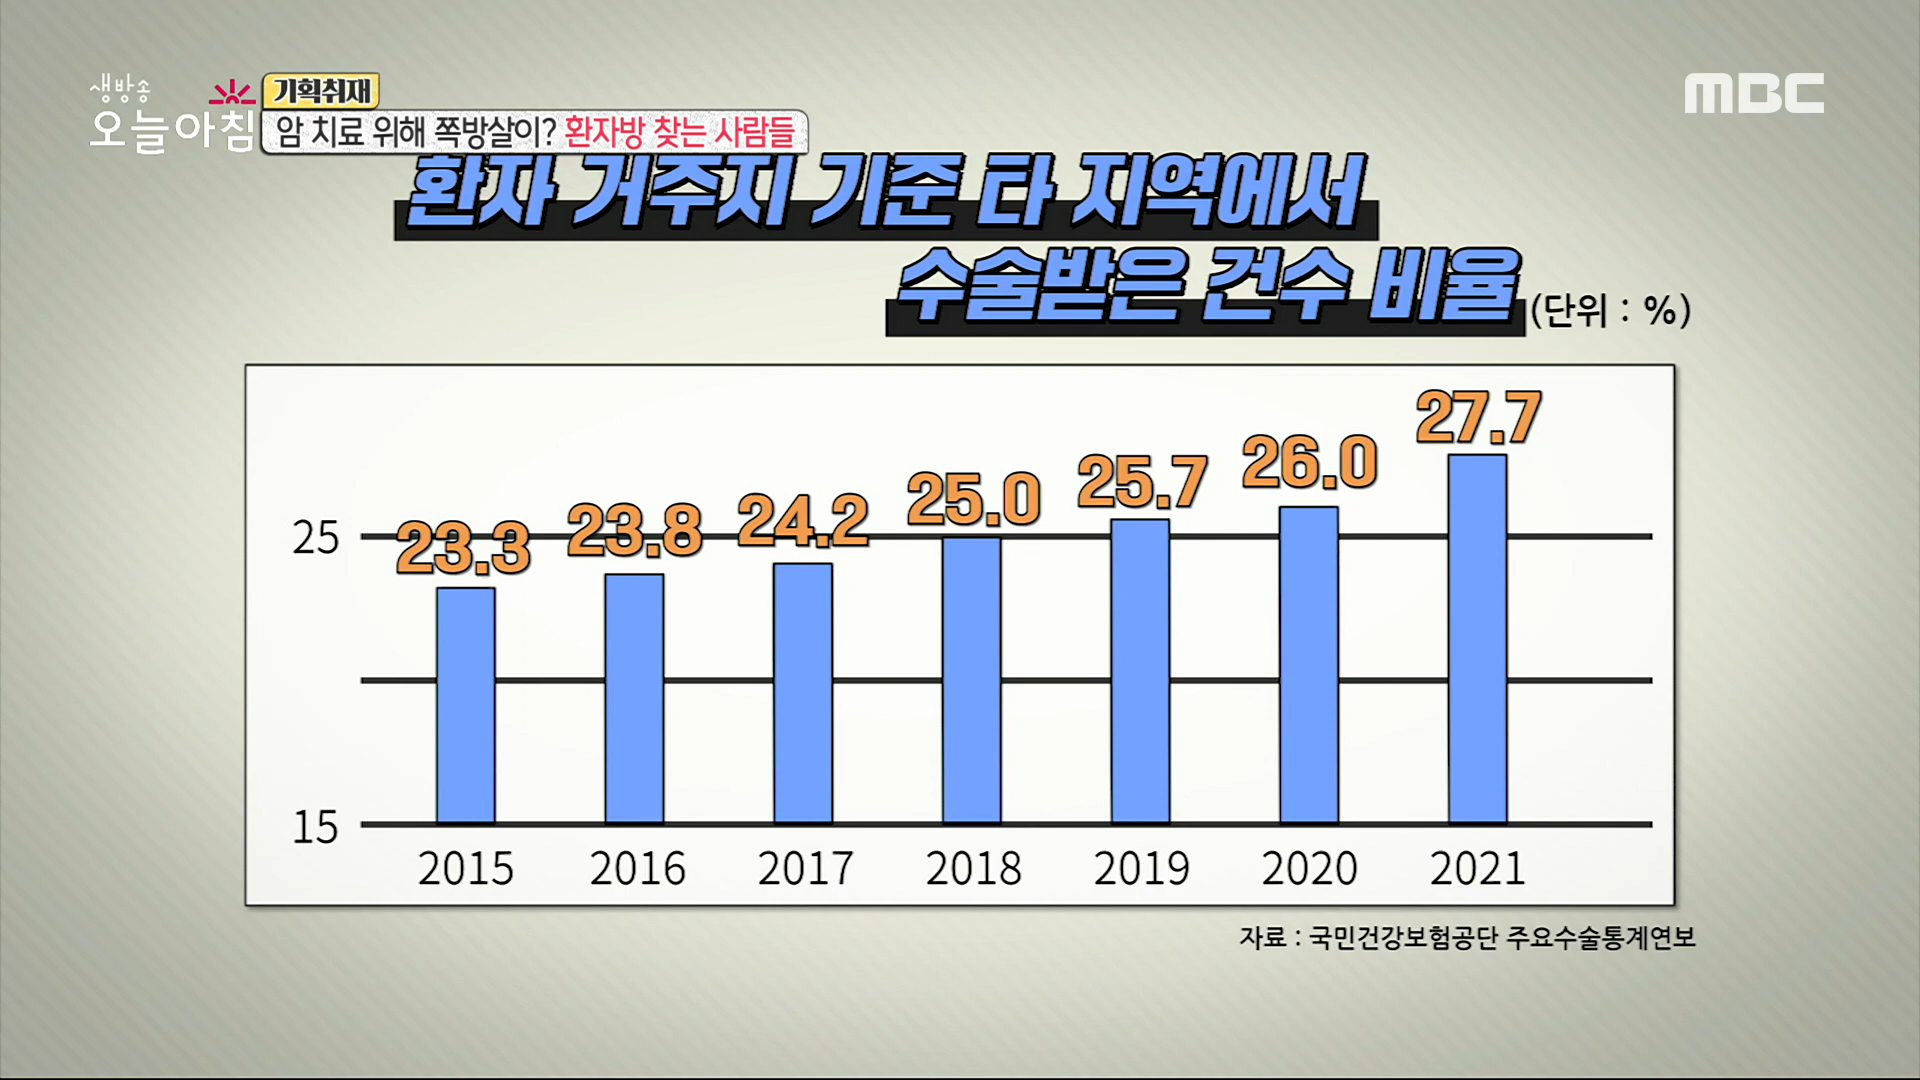 생방송
오늘아침
기획취재
암 치료 위해 쪽방살이? 환자방 찾는 사람들
MBC
환자 거주지 기준 타 지역에서
수술받은 건수 비율 (단위 : %)
27.7
26.0
25.7
25.0
24.2
23.8
23.3
25
15
2015 2016 2017 2018 2019 2020 2021
자료 : 국민건강보험공단 주요수술통계연보